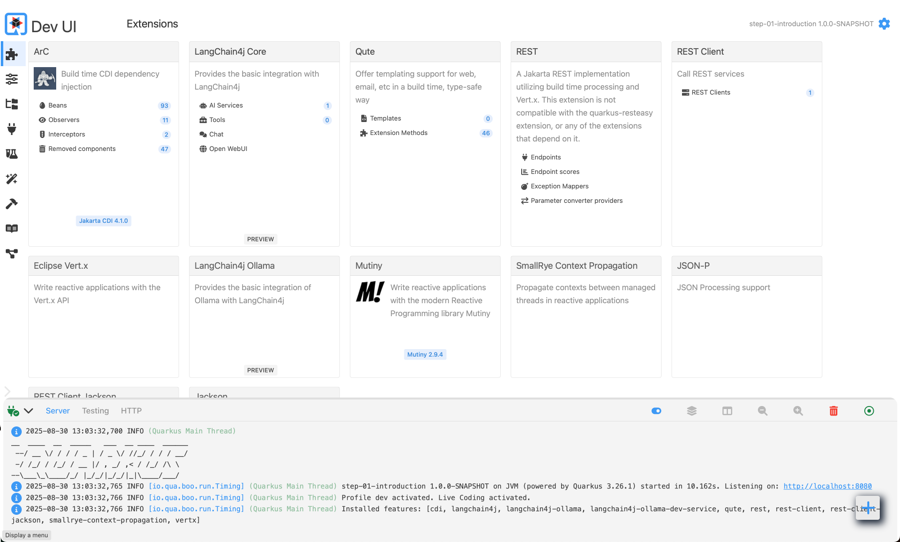 Dev UI
Extensions
step-01-introduction 1.0.0-SNAPSHOT
ArC
Build time CDI dependency
injection
Beans 93
Observers 11
Interceptors 2
Removed components 47
Jakarta CDI 4.1.0
LangChain4j Core
Provides the basic integration with
LangChain4j
AI Services 1
Tools 0
Chat
Open WebUI
PREVIEW
Qute
Offer templating support for web,
email, etc in a build time, type-safe
way
Templates 0
Extension Methods 46
REST
A Jakarta REST implementation
utilizing build time processing and
Vert.x. This extension is not
compatible with the quarkus-resteasy
extension, or any of the extensions
that depend on it.
Endpoints
Endpoint scores
Exception Mappers
Parameter converter providers
REST Client
Call REST services
REST Clients 1
Eclipse Vert.x
Write reactive applications with the
Vert.x API
LangChain4j Ollama
Provides the basic integration of
Ollama with LangChain4j
PREVIEW
Mutiny
M!
Write reactive applications
with the modern Reactive
Programming library Mutiny
Mutiny 2.9.4
SmallRye Context Propagation
Propagate contexts between managed
threads in reactive applications
JSON-P
JSON Processing support
REST Client Jackson
Jackson
Server Testing HTTP
2025-08-30 13:03:32,700 INFO (Quarkus Main Thread)
__ ____ __ _____ ___ __ ____ ______
--/ __ \/ / / / _ | / _ \/ //_/ / / / __/
-/ /_/ / /_/ / __ |/ , _/ ,< / /_/ /\ \
--\___\_\____/_/ |_/_/|_/_/|_|\____/___/
2025-08-30 13:03:32,765 INFO [io.qua.boo.run.Timing] (Quarkus Main Thread) step-01-introduction 1.0.0-SNAPSHOT on JVM (powered by Quarkus 3.26.1) started in 10.162s. Listening on: http://localhost:8080
2025-08-30 13:03:32,766 INFO [io.qua.boo.run.Timing] (Quarkus Main Thread) Profile dev activated. Live Coding activated.
2025-08-30 13:03:32,766 INFO [io.qua.boo.run.Timing] (Quarkus Main Thread) Installed features: [cdi, langchain4j, langchain4j-ollama, langchain4j-ollama-dev-service, qute, rest, rest-client, rest-client-
jackson, smallrye-context-propagation, vertx]
Display a menu